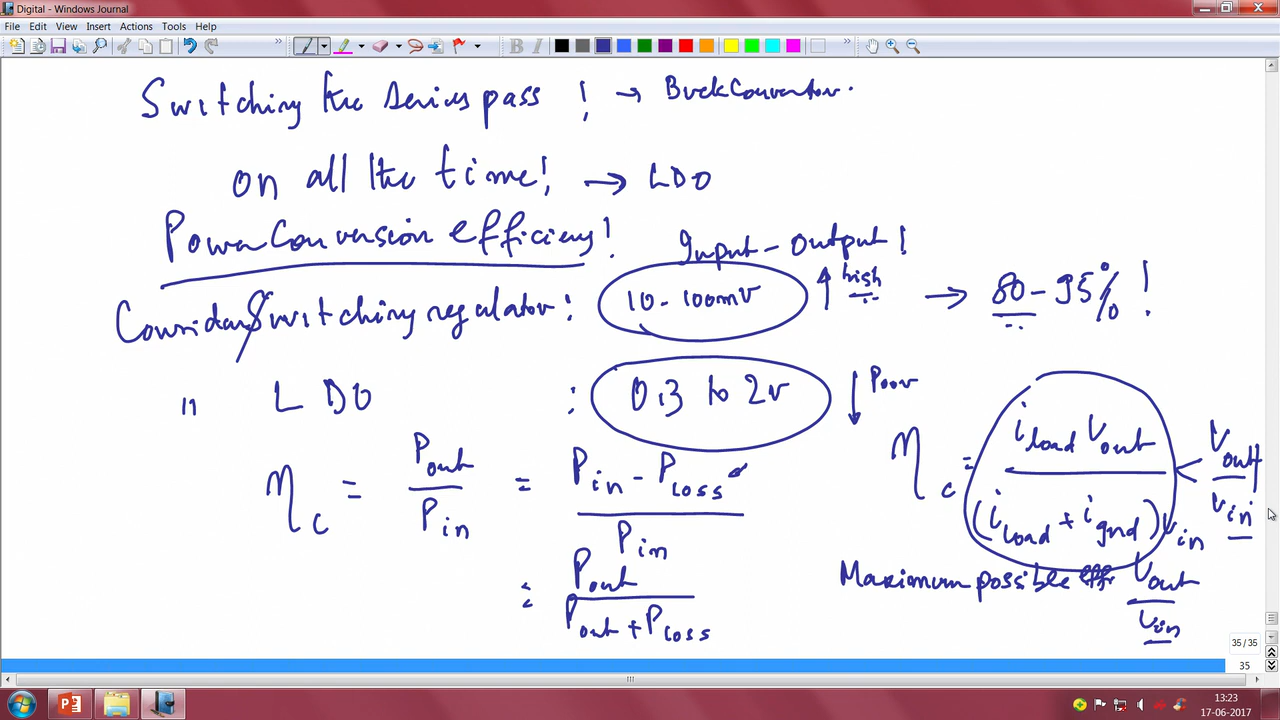 Digital - Windows Journal
File Edit View Insert Actions Tools Help
Switching the series pass ! → Buck Convertor.
on all the time! → LDO
Power Conversion efficiency!
Input - Output !
Consider Switching regulator : 10 - 100mV ↑ high → 80 - 95% !
" LDO : 0.3 to 2V ↓ Poor
η_c = P_out / P_in = (P_in - P_loss) / P_in
= P_out / (P_out + P_loss)
η_c = i_load V_out / (i_load + i_gnd) V_in < V_out / V_in
Maximum possible eff. V_out / V_in
35 / 35
35
13:23
17-06-2017